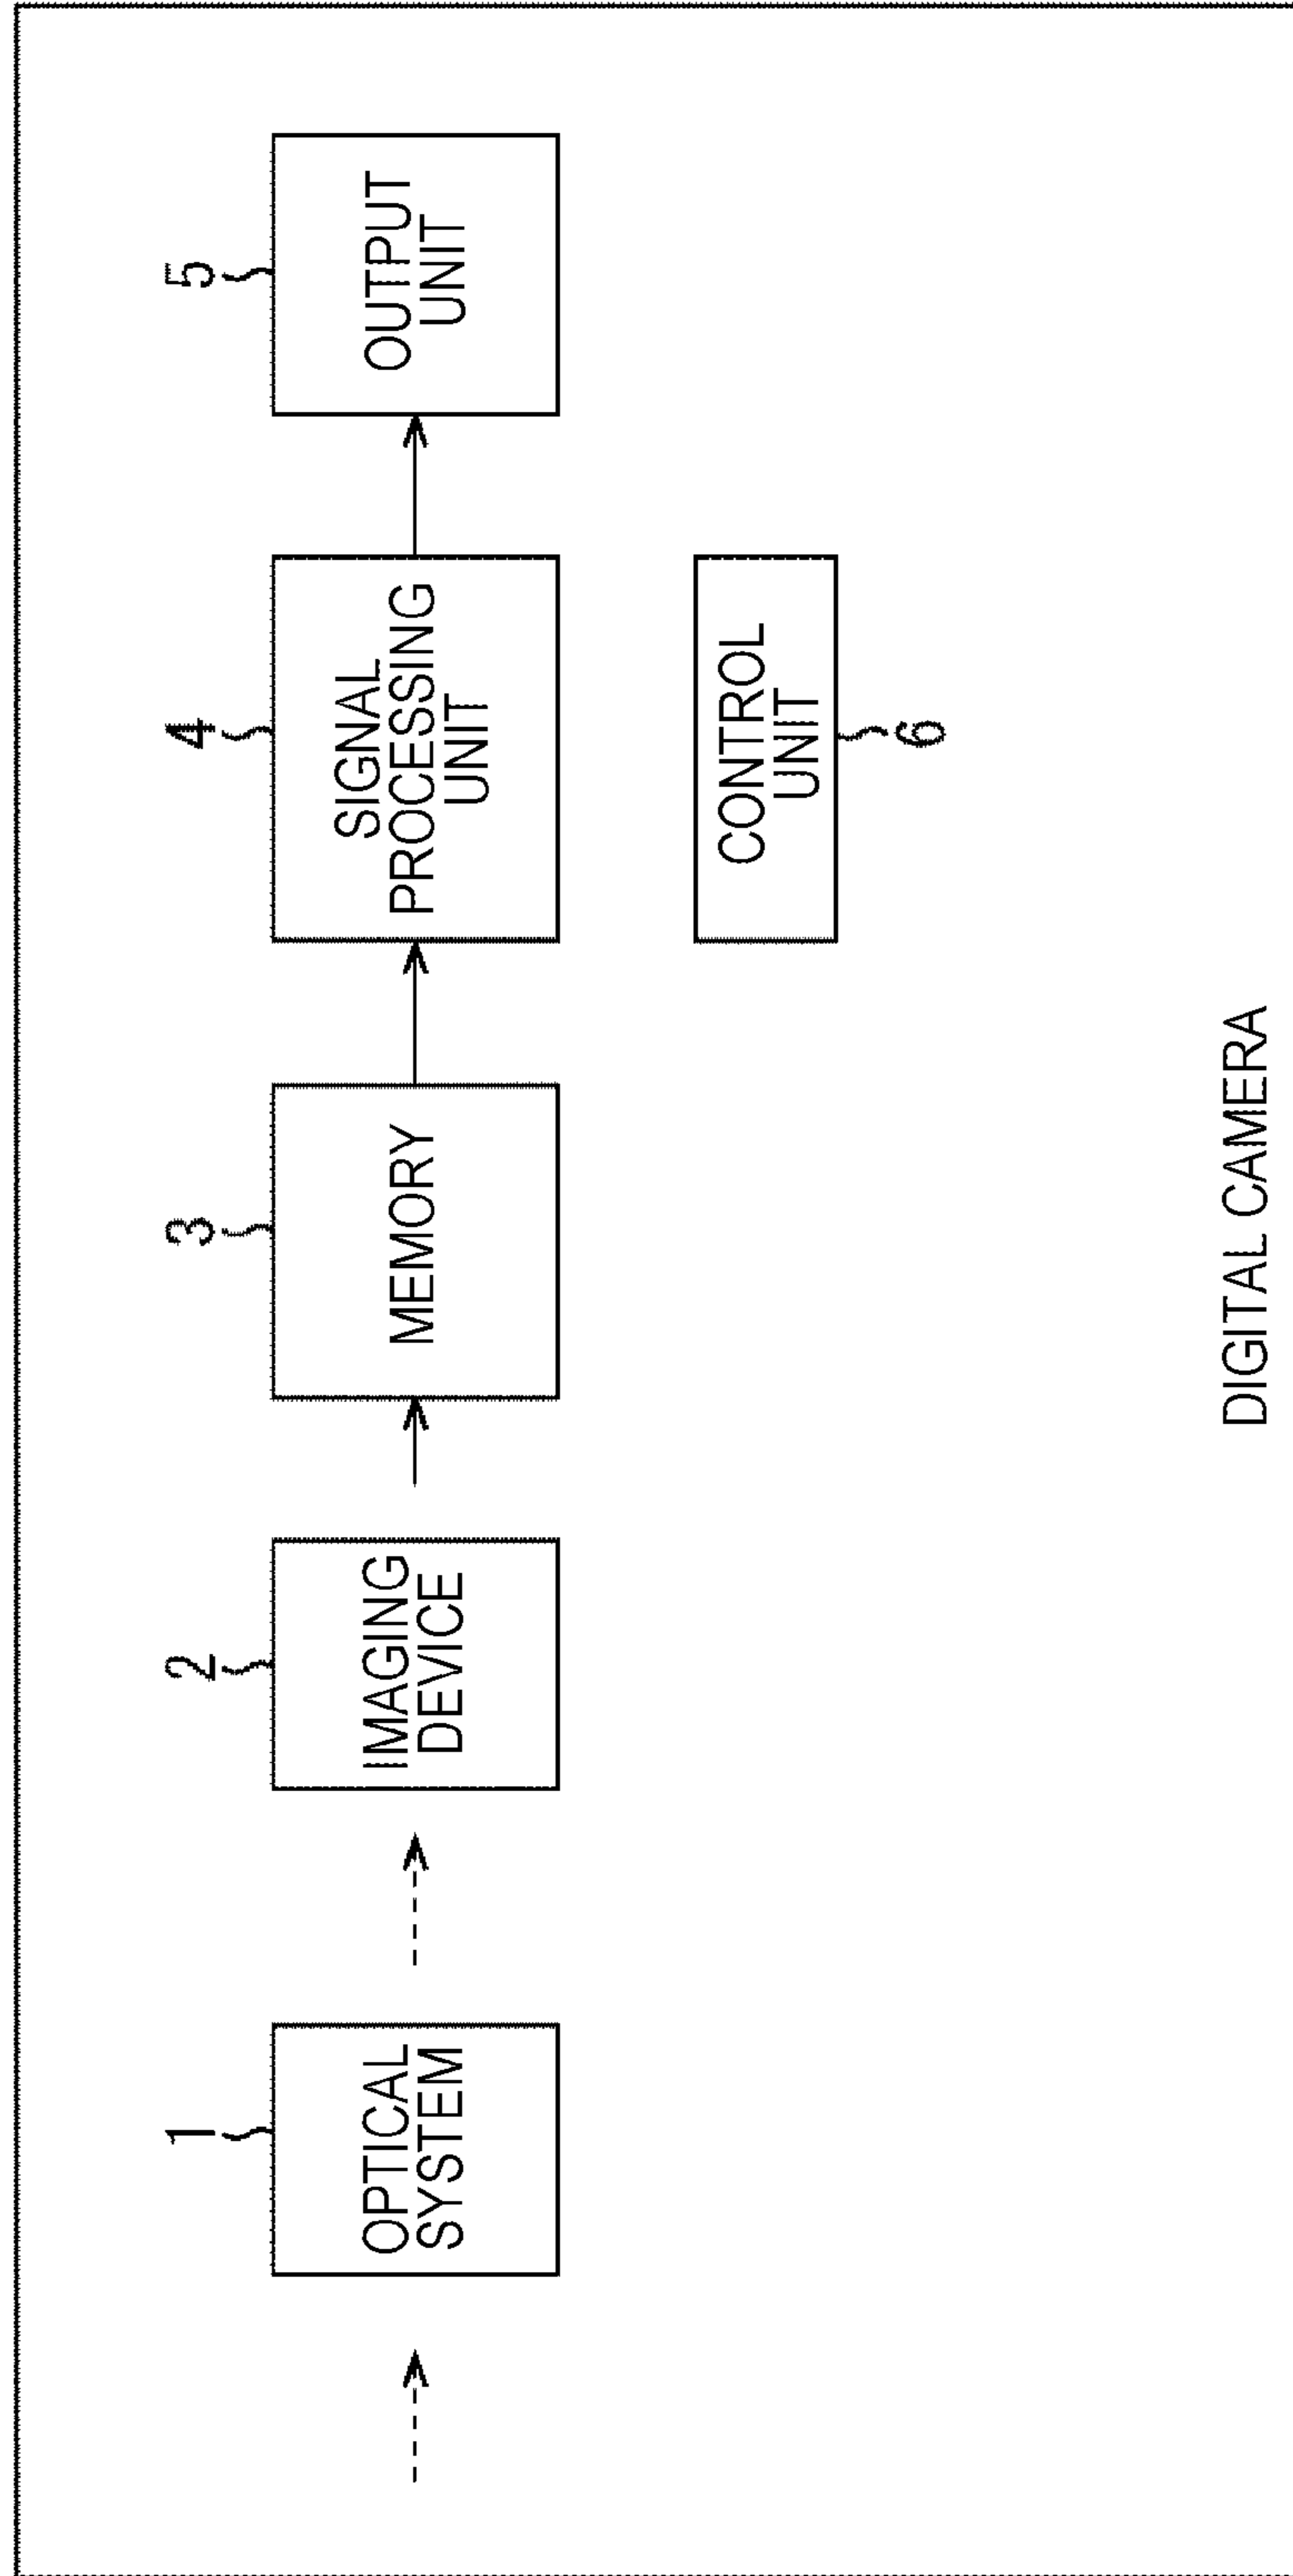 1
OPTICAL
SYSTEM
2
IMAGING
DEVICE
3
MEMORY
4
SIGNAL
PROCESSING
UNIT
5
OUTPUT
UNIT
CONTROL
UNIT
6
DIGITAL CAMERA